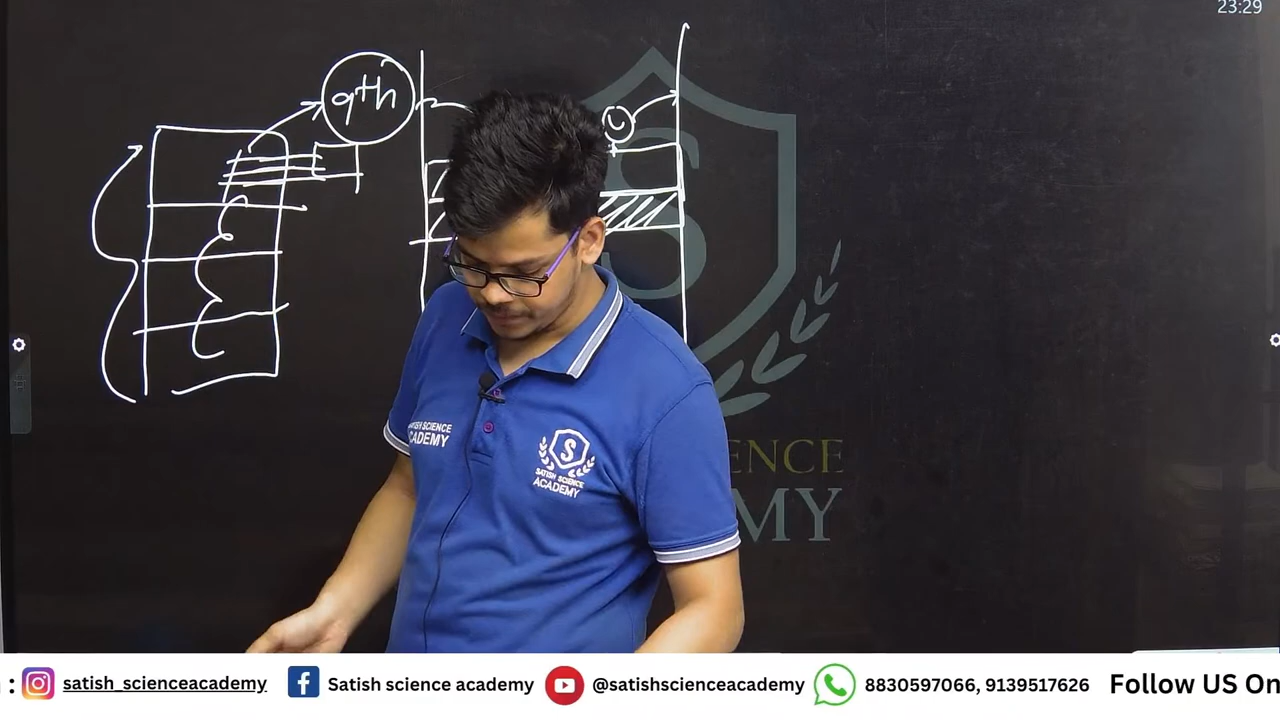 23:29
9th
S
ENCE
MY
SATISH SCIENCE
ACADEMY
S
SATISH SCIENCE
ACADEMY
: satish_scienceacademy Satish science academy @satishscienceacademy 8830597066, 9139517626 Follow US On